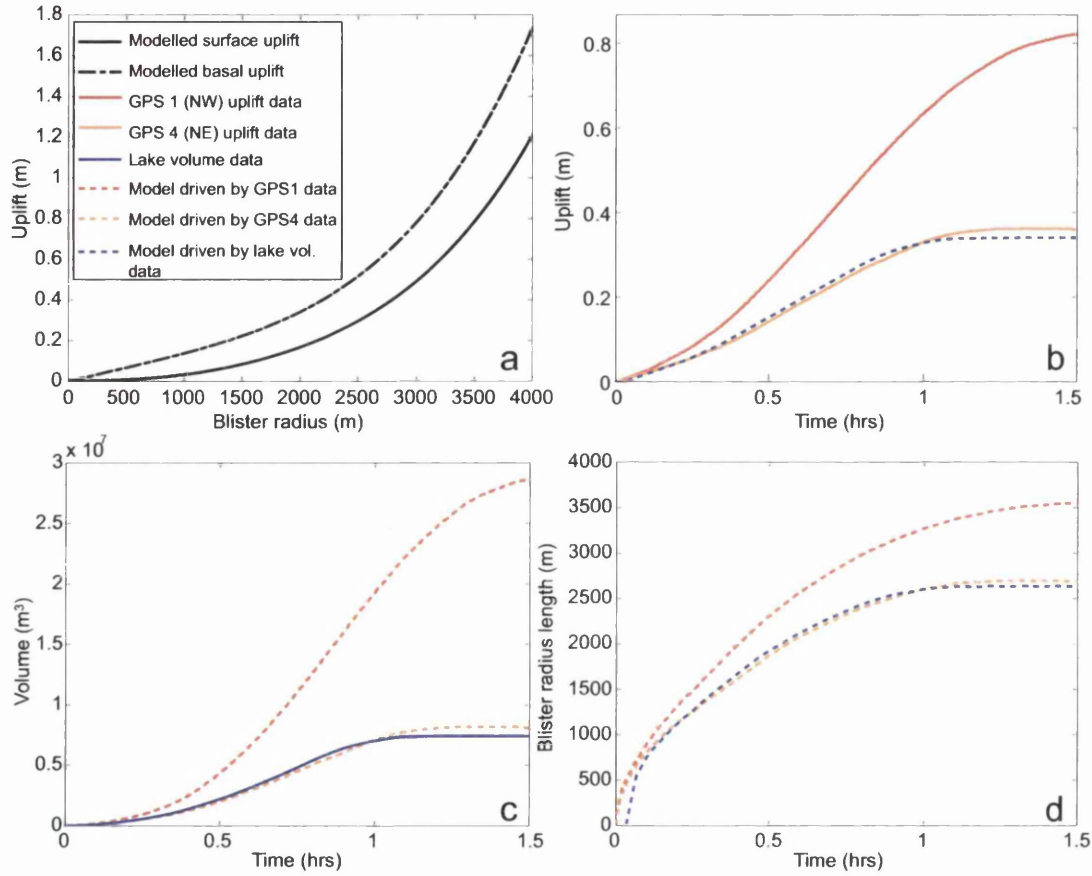 1.8
1.6
1.4
1.2
1
0.8
0.6
0.4
0.2
0
Uplift (m)
Modelled surface uplift
Modelled basal uplift
GPS 1 (NW) uplift data
GPS 4 (NE) uplift data
Lake volume data
Model driven by GPS1 data
Model driven by GPS4 data
Model driven by lake vol.
data
a
0 500 1000 1500 2000 2500 3000 3500 4000
Blister radius (m)
0.8
0.6
0.4
0.2
0
Uplift (m)
b
0 0.5 1 1.5
Time (hrs)
3 x 10^7
2.5
2
1.5
1
0.5
0
Volume (m³)
c
0 0.5 1 1.5
Time (hrs)
4000
3500
3000
2500
2000
1500
1000
500
0
Blister radius length (m)
d
0 0.5 1 1.5
Time (hrs)